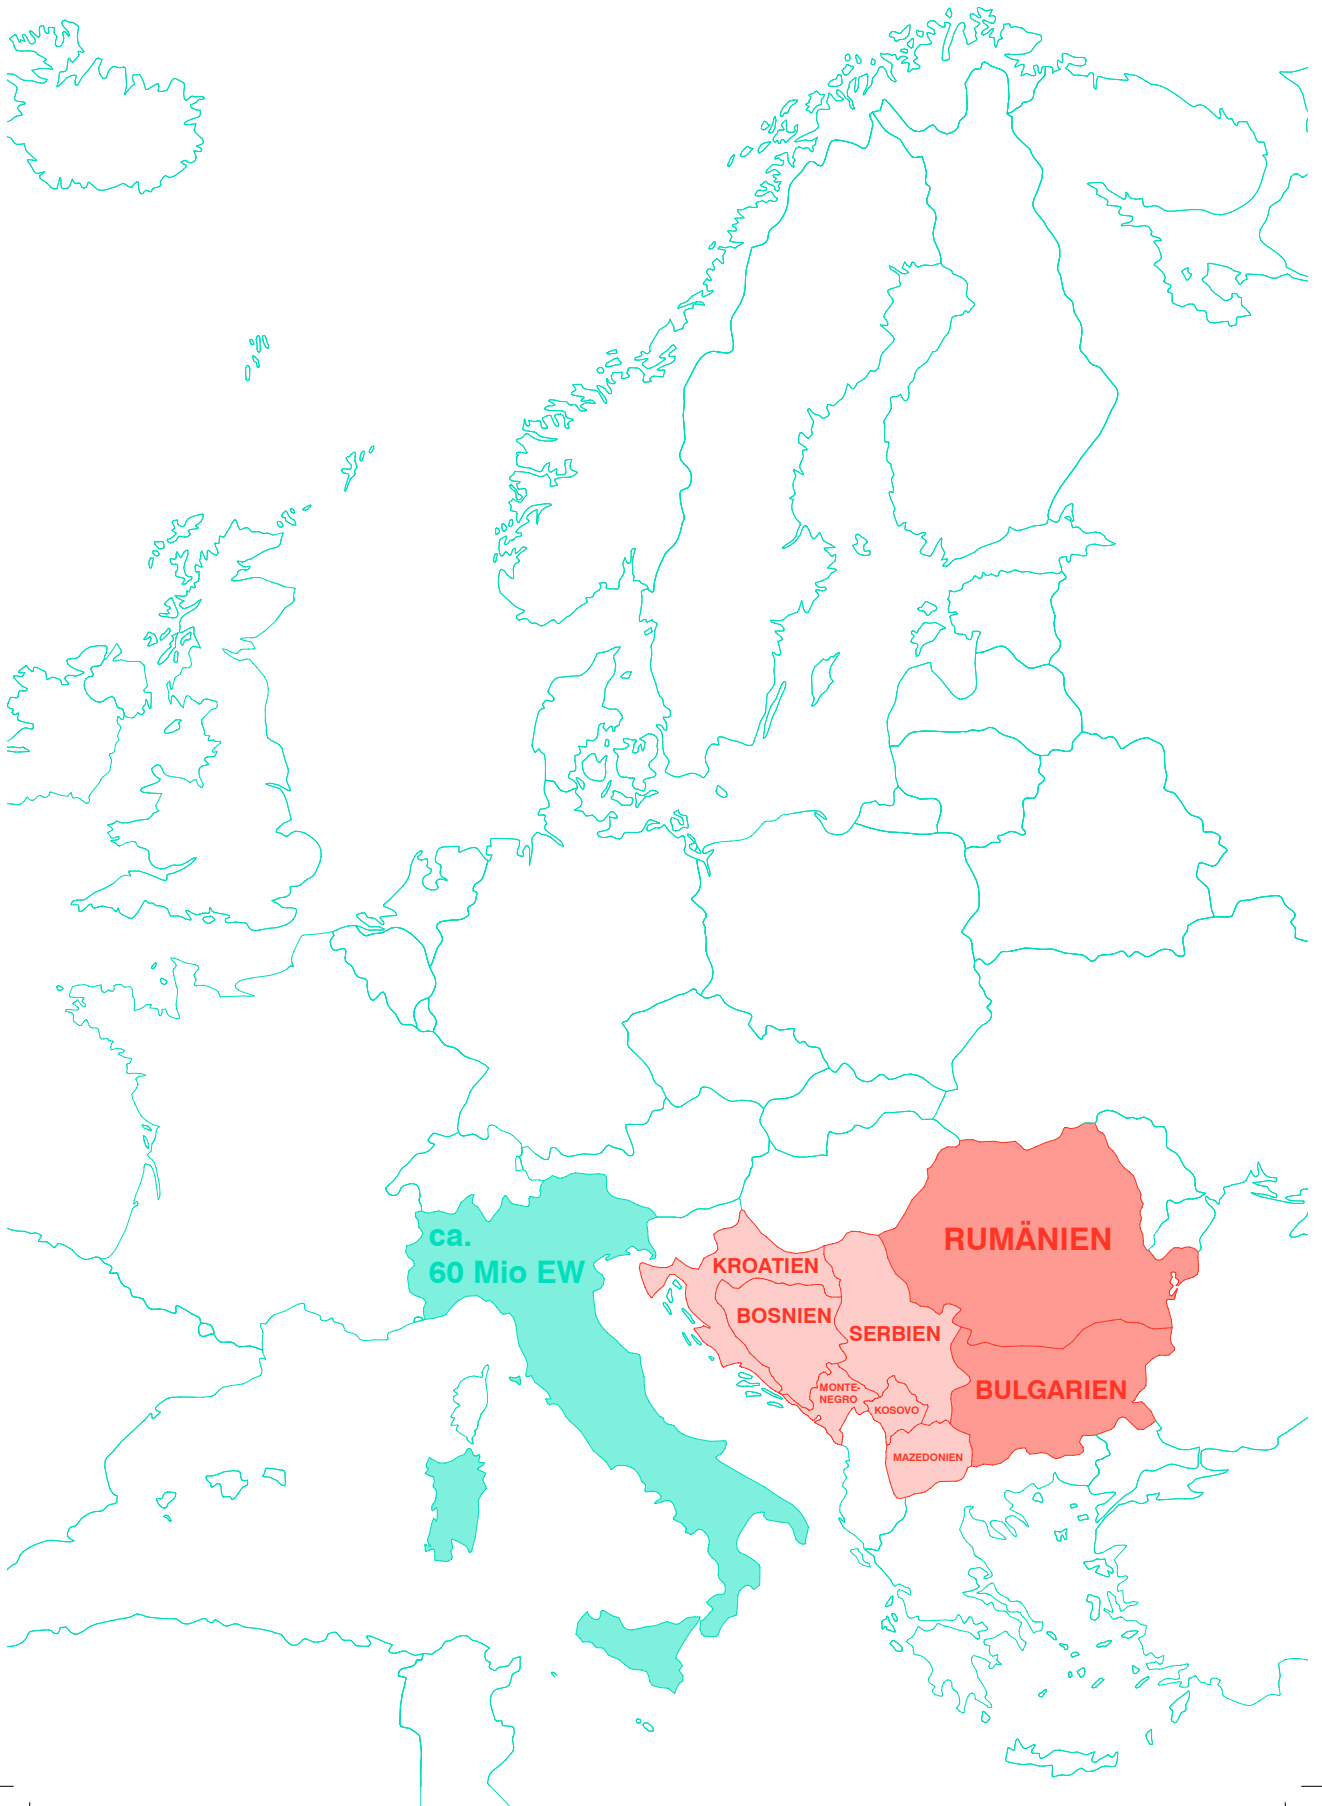 ca.
60 Mio EW
RUMÄNIEN
KROATIEN
BOSNIEN
SERBIEN
MONTE-
NEGRO
KOSOVO
BULGARIEN
MAZEDONIEN